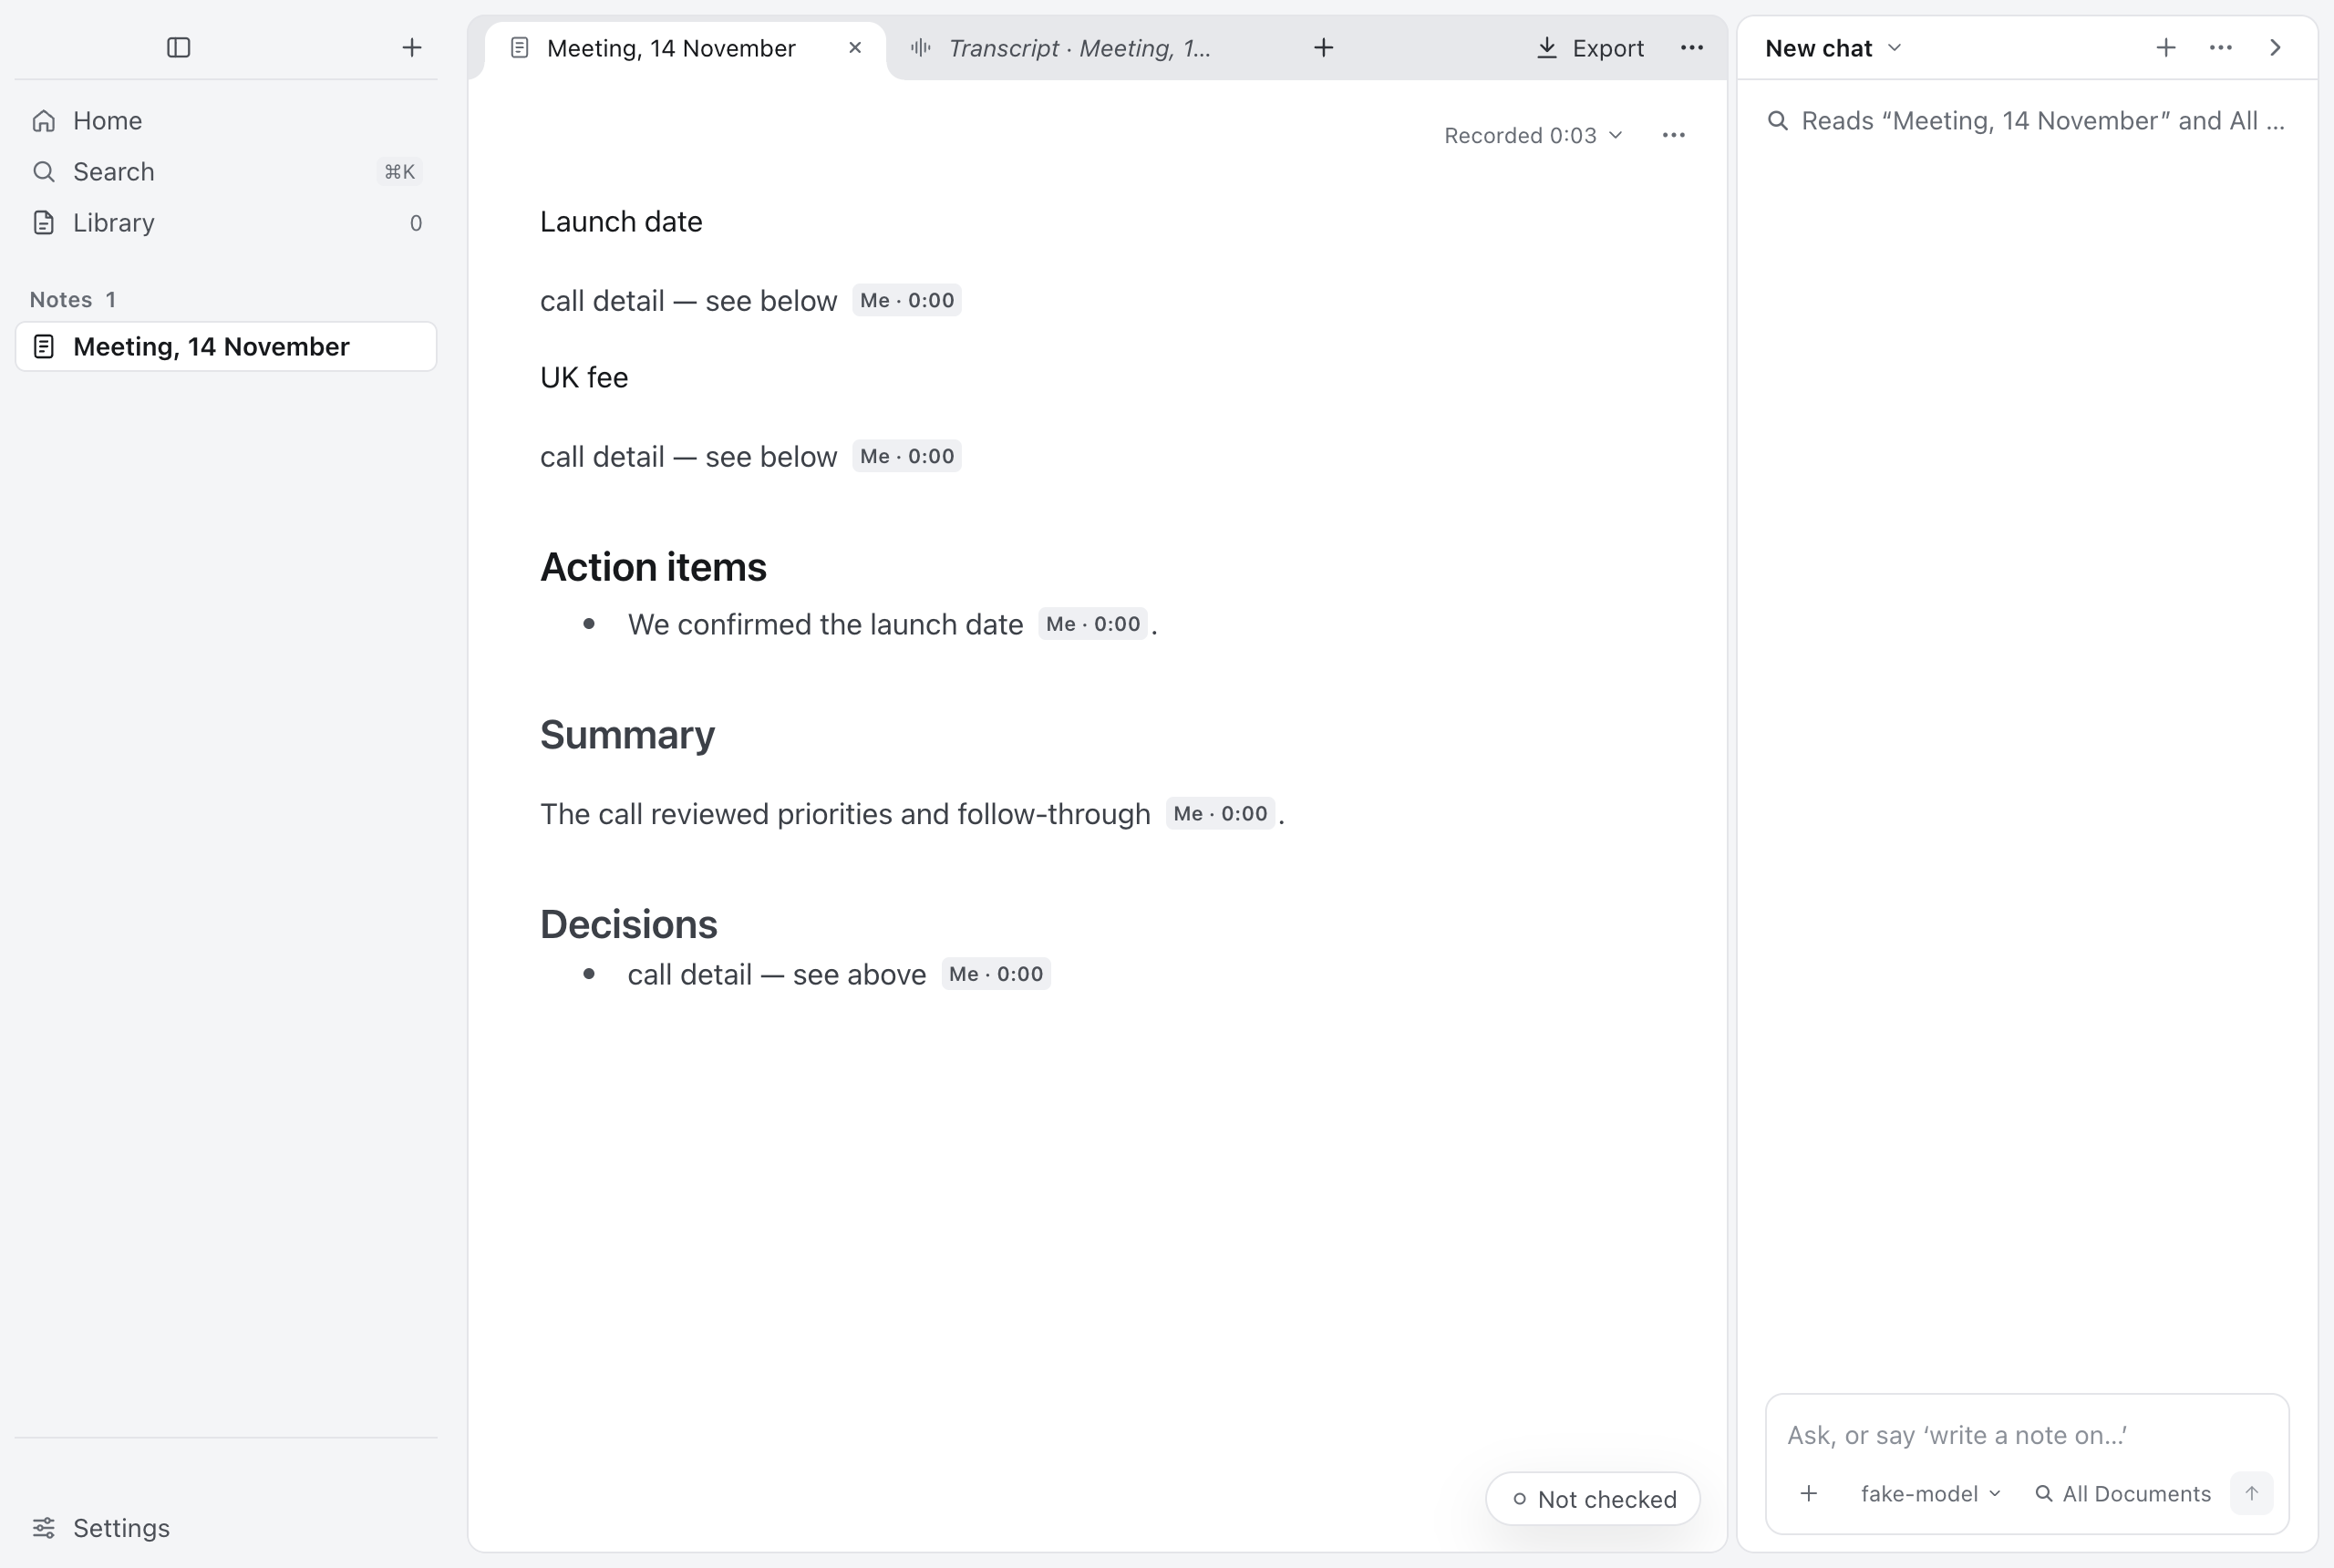 Home
Search ⌘K
Library 0
Notes 1
Meeting, 14 November
Settings
Meeting, 14 November
Transcript · Meeting, 1...
Export
Recorded 0:03
Launch date
call detail — see below Me · 0:00
UK fee
call detail — see below Me · 0:00
Action items
• We confirmed the launch date Me · 0:00 .
Summary
The call reviewed priorities and follow-through Me · 0:00 .
Decisions
• call detail — see above Me · 0:00
Not checked
New chat
Reads “Meeting, 14 November” and All ...
Ask, or say ‘write a note on...’
fake-model
All Documents